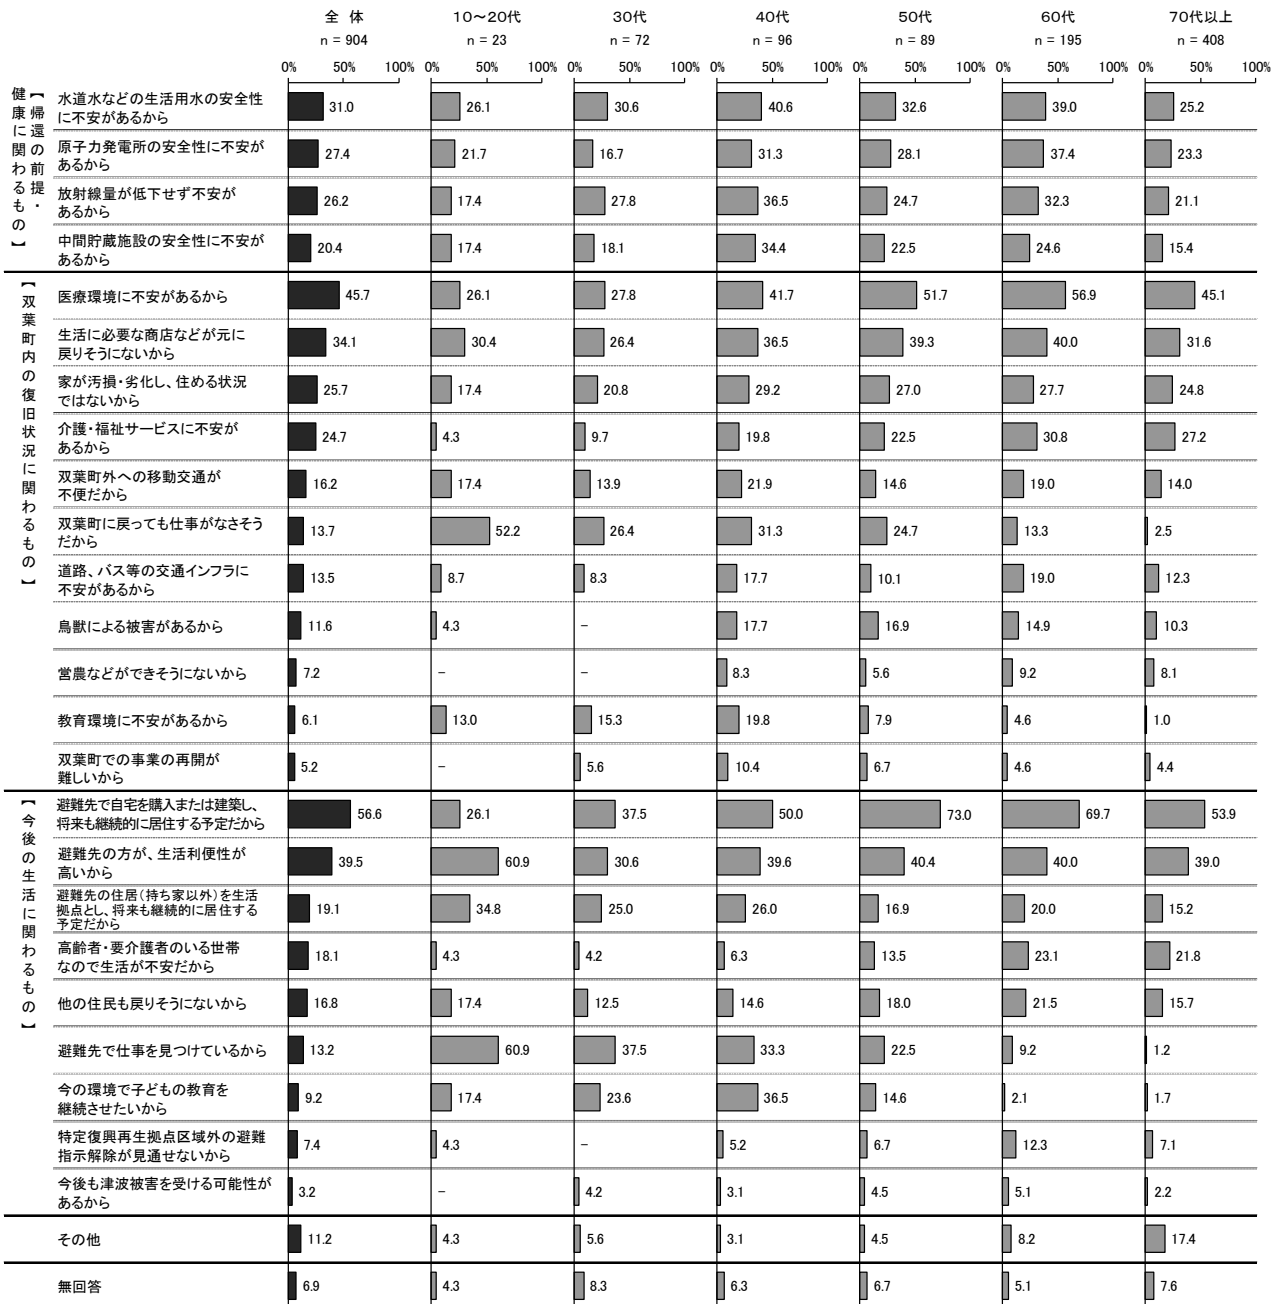 全 体 10～20代 30代 40代 50代 60代 70代以上
n = 904 n = 23 n = 72 n = 96 n = 89 n = 195 n = 408
0% 50% 100% 0% 50% 100% 0% 50% 100% 0% 50% 100% 0% 50% 100% 0% 50% 100% 0% 50% 100%
【帰還の前提・
健康に関わるもの】
水道水などの生活用水の安全性
に不安があるから
31.0 26.1 30.6 40.6 32.6 39.0 25.2
原子力発電所の安全性に不安が
あるから
27.4 21.7 16.7 31.3 28.1 37.4 23.3
放射線量が低下せず不安が
あるから
26.2 17.4 27.8 36.5 24.7 32.3 21.1
中間貯蔵施設の安全性に不安が
あるから
20.4 17.4 18.1 34.4 22.5 24.6 15.4
【双葉町内の復旧状況に関わるもの】
医療環境に不安があるから
45.7 26.1 27.8 41.7 51.7 56.9 45.1
生活に必要な商店などが元に
戻りそうにないから
34.1 30.4 26.4 36.5 39.3 40.0 31.6
家が汚損・劣化し、住める状況
ではないから
25.7 17.4 20.8 29.2 27.0 27.7 24.8
介護・福祉サービスに不安が
あるから
24.7 4.3 9.7 19.8 22.5 30.8 27.2
双葉町外への移動交通が
不便だから
16.2 17.4 13.9 21.9 14.6 19.0 14.0
双葉町に戻っても仕事がなさそう
だから
13.7 52.2 26.4 31.3 24.7 13.3 2.5
道路、バス等の交通インフラに
不安があるから
13.5 8.7 8.3 17.7 10.1 19.0 12.3
鳥獣による被害があるから
11.6 4.3 － 17.7 16.9 14.9 10.3
営農などができそうにないから
7.2 － － 8.3 5.6 9.2 8.1
教育環境に不安があるから
6.1 13.0 15.3 19.8 7.9 4.6 1.0
双葉町での事業の再開が
難しいから
5.2 － 5.6 10.4 6.7 4.6 4.4
【今後の生活に関わるもの】
避難先で自宅を購入または建築し、
将来も継続的に居住する予定だから
56.6 26.1 37.5 50.0 73.0 69.7 53.9
避難先の方が、生活利便性が
高いから
39.5 60.9 30.6 39.6 40.4 40.0 39.0
避難先の住居（持ち家以外）を生活
拠点とし、将来も継続的に居住する
予定だから
19.1 34.8 25.0 26.0 16.9 20.0 15.2
高齢者・要介護者のいる世帯
なので生活が不安だから
18.1 4.3 4.2 6.3 13.5 23.1 21.8
他の住民も戻りそうにないから
16.8 17.4 12.5 14.6 18.0 21.5 15.7
避難先で仕事を見つけているから
13.2 60.9 37.5 33.3 22.5 9.2 1.2
今の環境で子どもの教育を
継続させたいから
9.2 17.4 23.6 36.5 14.6 2.1 1.7
特定復興再生拠点区域外の避難
指示解除が見通せないから
7.4 4.3 － 5.2 6.7 12.3 7.1
今後も津波被害を受ける可能性が
あるから
3.2 － 4.2 3.1 4.5 5.1 2.2
その他
11.2 4.3 5.6 3.1 4.5 8.2 17.4
無回答
6.9 4.3 8.3 6.3 6.7 5.1 7.6